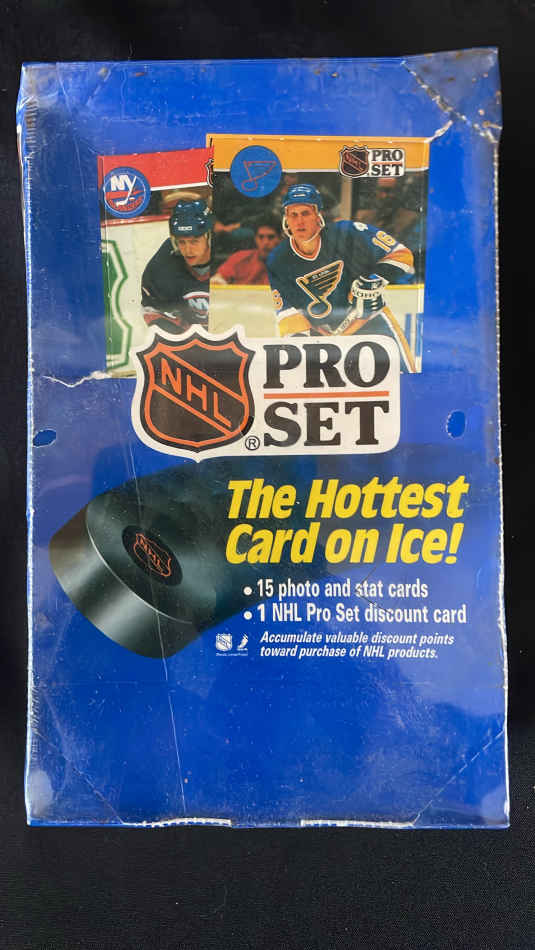 NY
NHL PRO
SET
16
NHL
PRO
SET
®
The Hottest
Card on Ice!
NHL
• 15 photo and stat cards
• 1 NHL Pro Set discount card
Accumulate valuable discount points
toward purchase of NHL products.